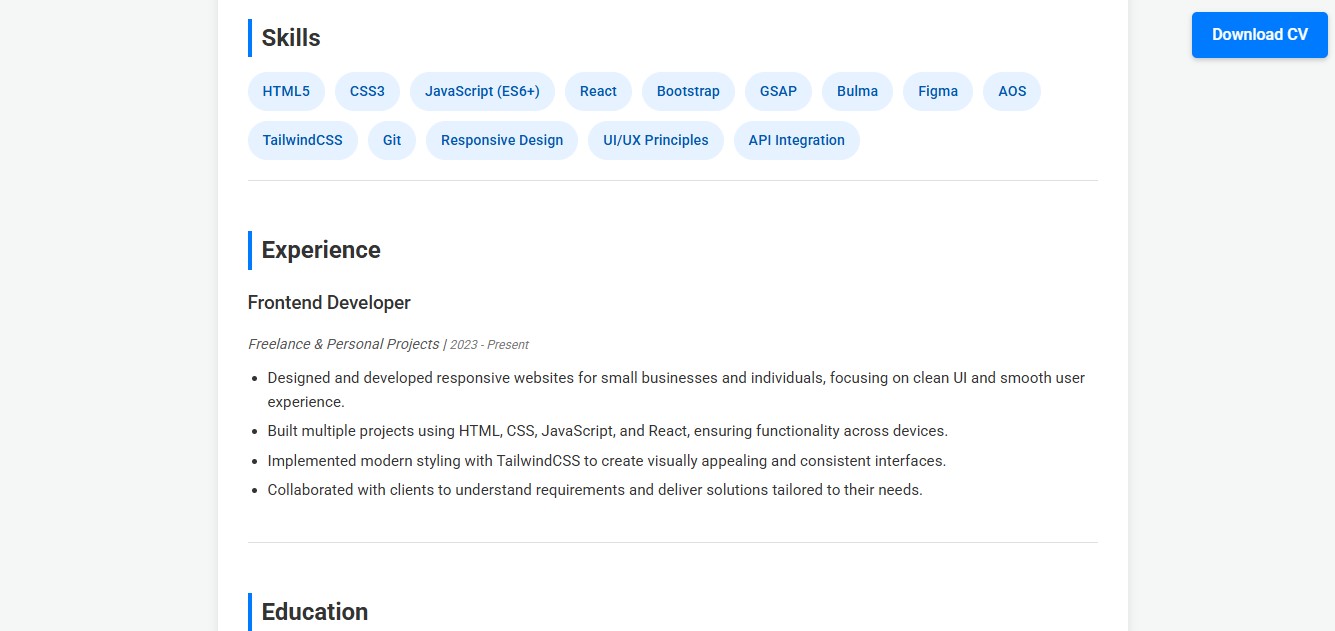 Download CV
Skills
HTML5 CSS3 JavaScript (ES6+) React Bootstrap GSAP Bulma Figma AOS
TailwindCSS Git Responsive Design UI/UX Principles API Integration
Experience
Frontend Developer
Freelance & Personal Projects | 2023 - Present
• Designed and developed responsive websites for small businesses and individuals, focusing on clean UI and smooth user
experience.
• Built multiple projects using HTML, CSS, JavaScript, and React, ensuring functionality across devices.
• Implemented modern styling with TailwindCSS to create visually appealing and consistent interfaces.
• Collaborated with clients to understand requirements and deliver solutions tailored to their needs.
Education